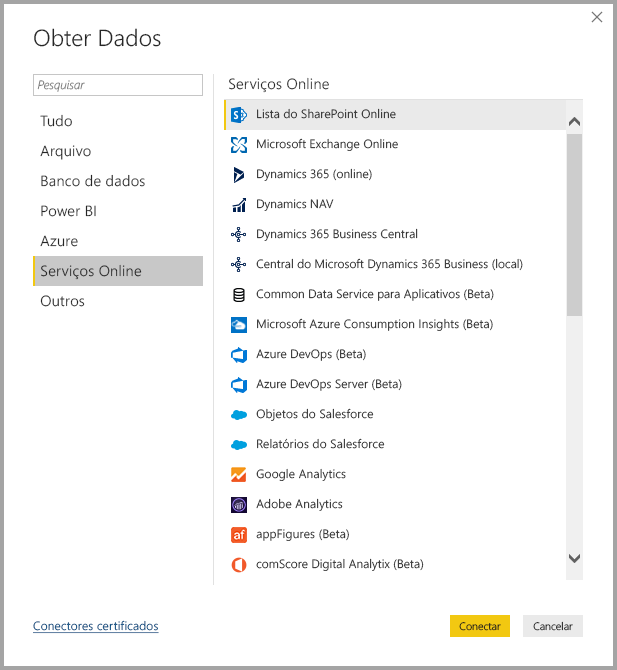 Obter Dados
Pesquisar
Tudo
Arquivo
Banco de dados
Power BI
Azure
Serviços Online
Outros
Serviços Online
Lista do SharePoint Online
Microsoft Exchange Online
Dynamics 365 (online)
Dynamics NAV
Dynamics 365 Business Central
Central do Microsoft Dynamics 365 Business (local)
Common Data Service para Aplicativos (Beta)
Microsoft Azure Consumption Insights (Beta)
Azure DevOps (Beta)
Azure DevOps Server (Beta)
Objetos do Salesforce
Relatórios do Salesforce
Google Analytics
Adobe Analytics
af appFigures (Beta)
comScore Digital Analytix (Beta)
Conectores certificados
Conectar
Cancelar